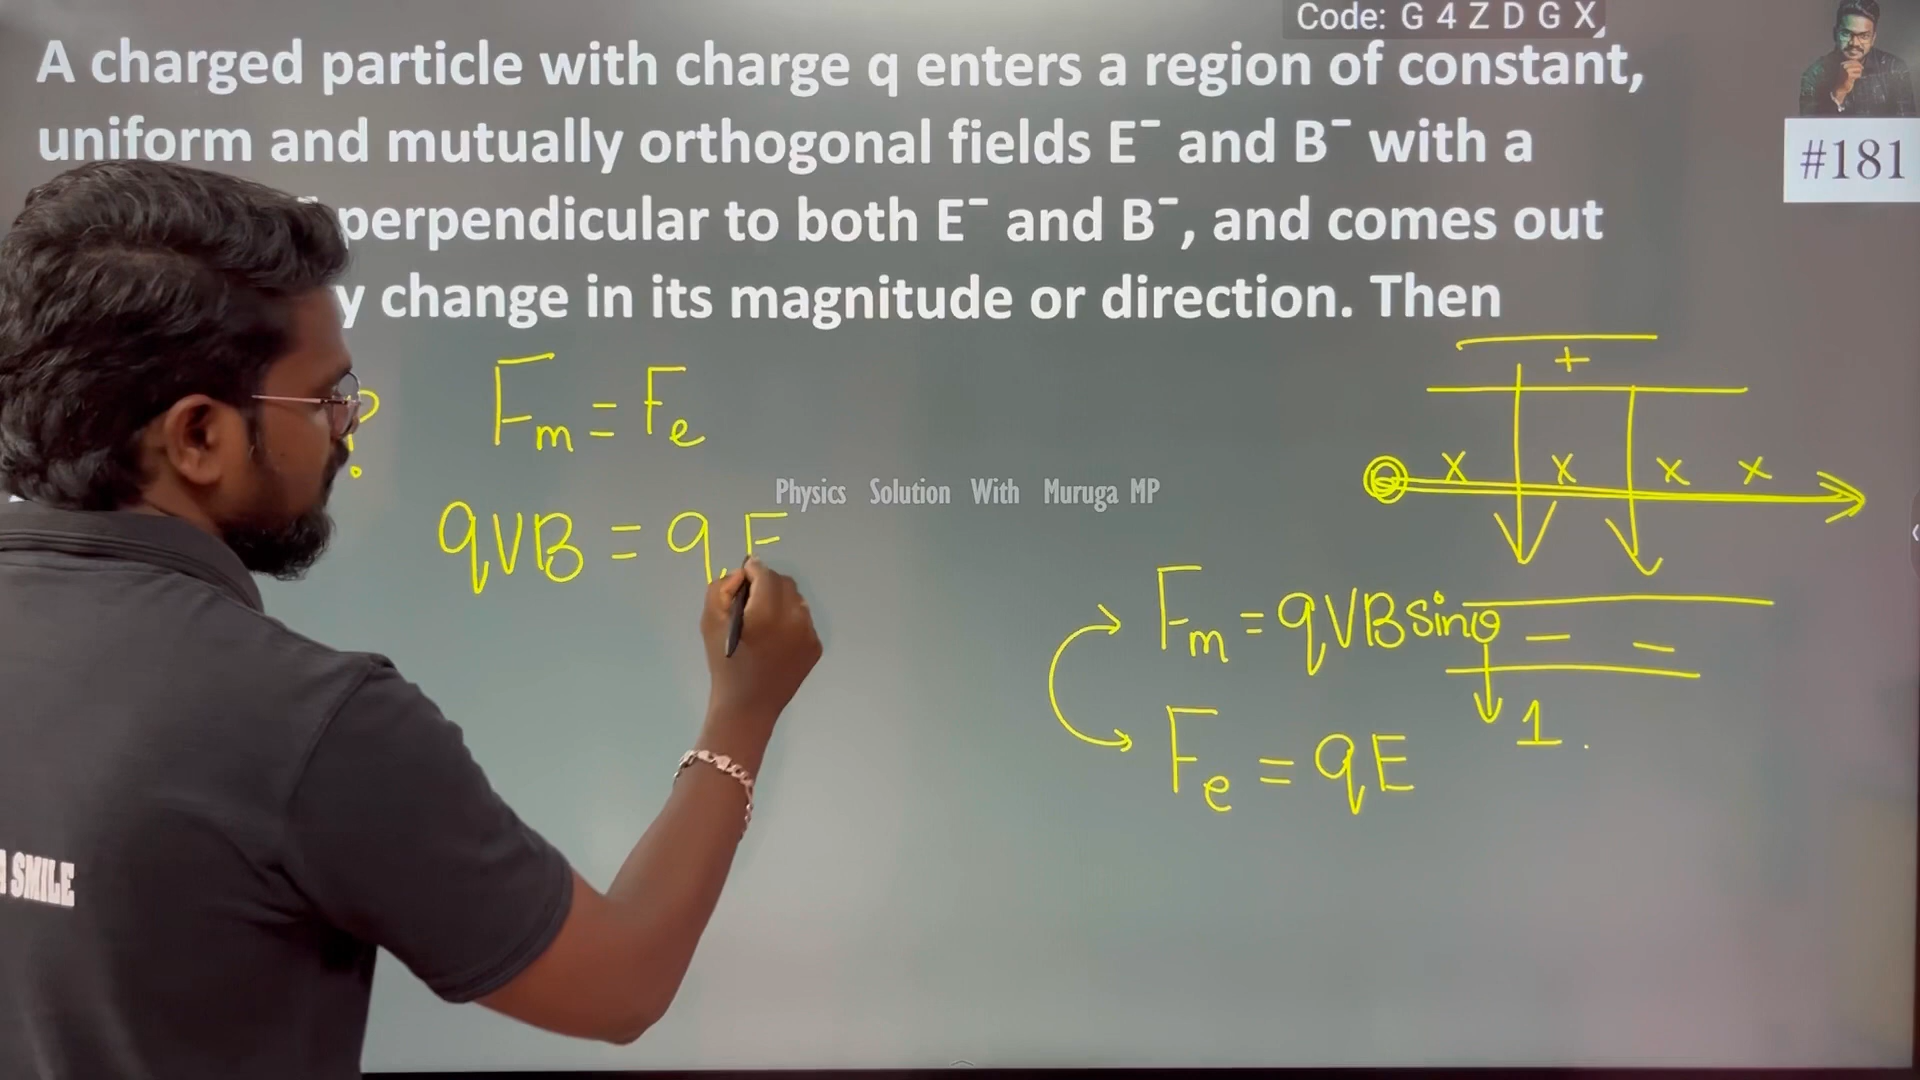 Code: G 4 Z D G X
A charged particle with charge q enters a region of constant,
uniform and mutually orthogonal fields E⁻ and B⁻ with a
#181
perpendicular to both E⁻ and B⁻, and comes out
y change in its magnitude or direction. Then
?
Fm = Fe
+
x x x x
Physics Solution With Muruga MP
qVB = qE
Fm = qVB sinθ
− −
1.
Fe = qE
A SMILE